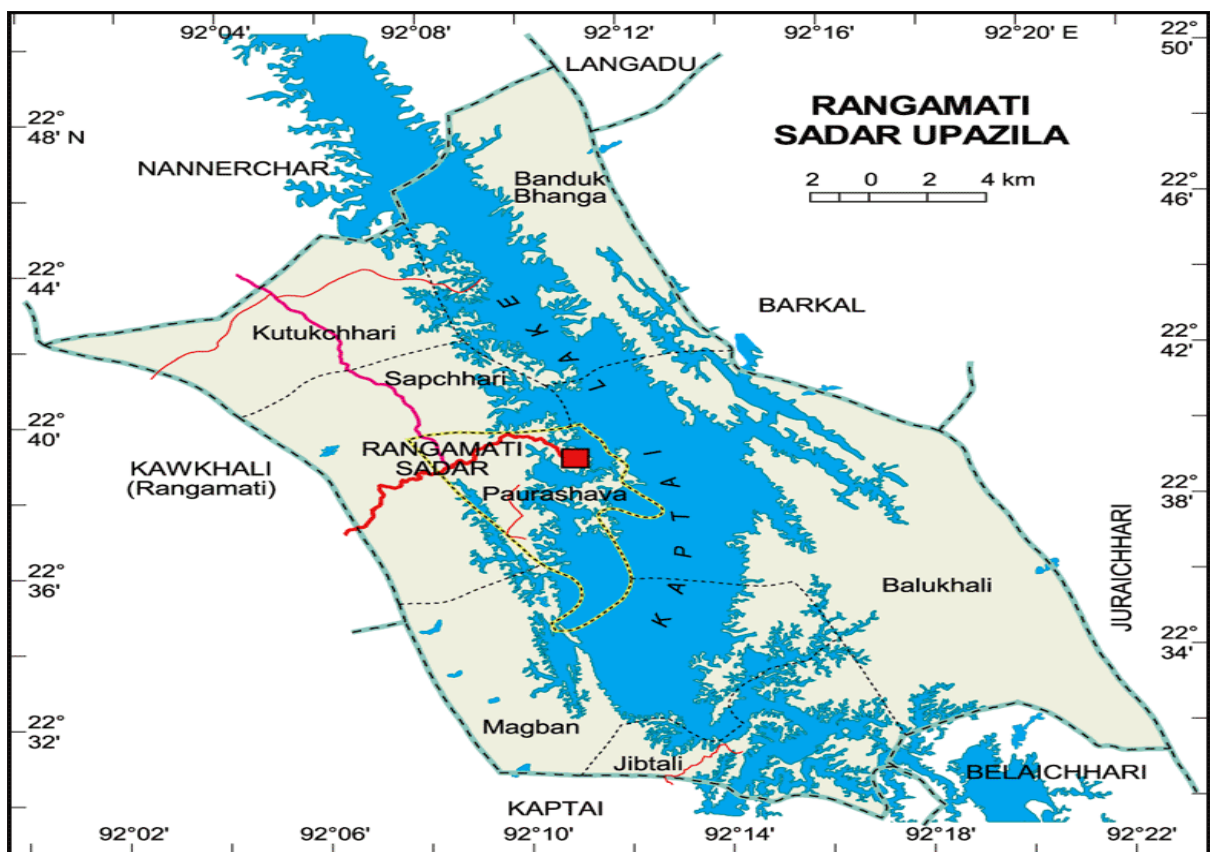 92°04' 92°08' 92°12' 92°16' 92°20' E
22°
50'
LANGADU
RANGAMATI
SADAR UPAZILA
22°
48' N
NANNERCHAR
2 0 2 4 km
Banduk
Bhanga
22°
46'
22°
44'
BARKAL
Kutukchhari
22°
42'
Sapchhari
KAPTAI LAKE
22°
40'
RANGAMATI
SADAR
KAWKHALI
(Rangamati)
Paurashava
22°
38'
JURAICHHARI
22°
36'
Balukhali
22°
34'
22°
32'
Magban
Jibtali
BELAICHHARI
KAPTAI
92°02' 92°06' 92°10' 92°14' 92°18' 92°22'